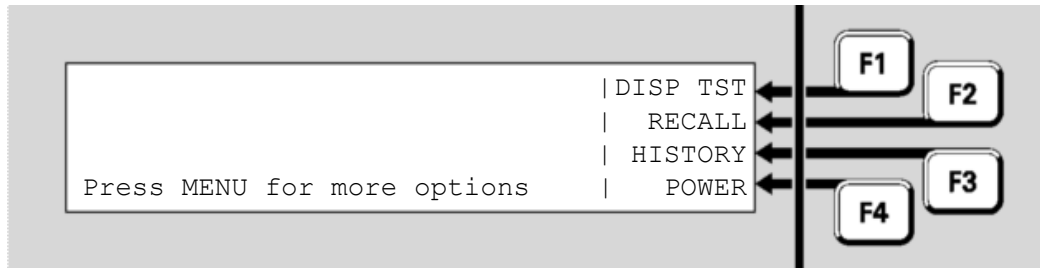 |DISP TST
| RECALL
| HISTORY
Press MENU for more options | POWER
F1
F2
F3
F4